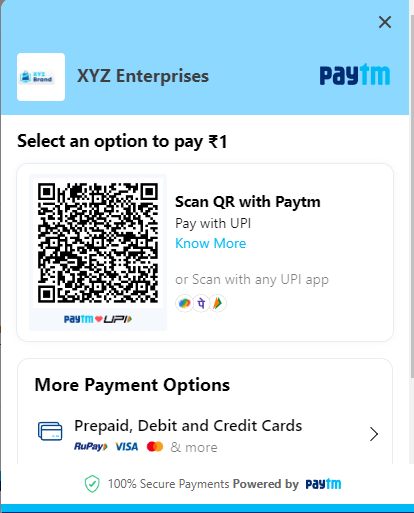 XYZ
Brand
XYZ Enterprises
paytm
Select an option to pay ₹1
Scan QR with Paytm
Pay with UPI
Know More
or Scan with any UPI app
paytm UPI
More Payment Options
Prepaid, Debit and Credit Cards
RuPay VISA & more
100% Secure Payments Powered by paytm